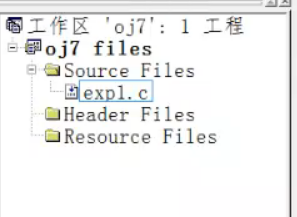 工作区 'oj7': 1 工程
oj7 files
Source Files
exp1.c
Header Files
Resource Files